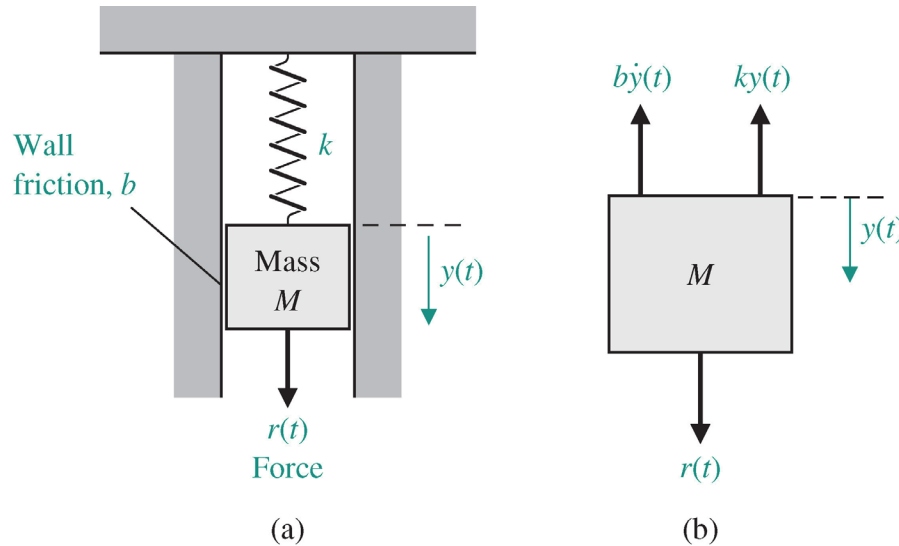 Wall
friction, b
k
Mass
M
y(t)
r(t)
Force
(a)
bẏ(t)
ky(t)
M
y(t)
r(t)
(b)